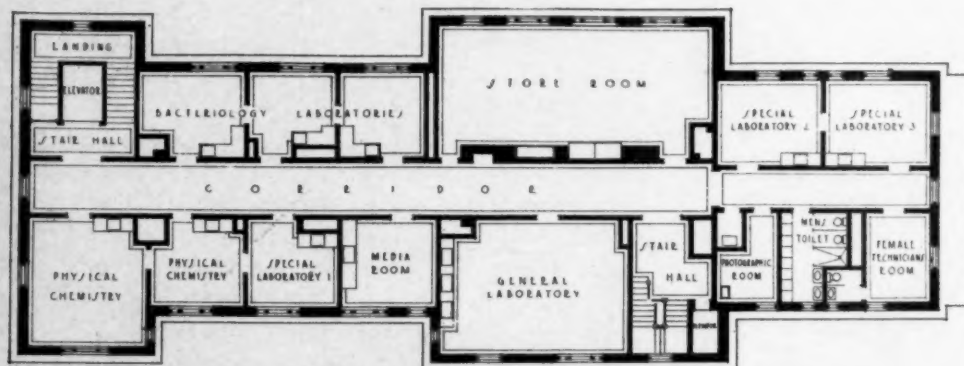 LANDING
ELEVATOR
STAIR HALL
BACTERIOLOGY LABORATORIES
STORE ROOM
SPECIAL
LABORATORY 2
SPECIAL
LABORATORY 3
CORRIDOR
PHYSICAL
CHEMISTRY
PHYSICAL
CHEMISTRY
SPECIAL
LABORATORY 1
MEDIA
ROOM
GENERAL
LABORATORY
STAIR
HALL
ELEVATOR
PHOTOGRAPHIC
ROOM
MENS
TOILET
FEMALE
TECHNICIANS
ROOM